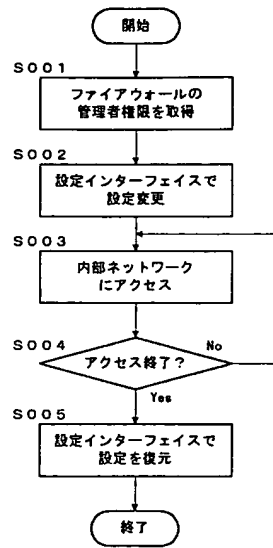 開始
S001
ファイアウォールの
管理者権限を取得
S002
設定インターフェイスで
設定変更
S003
内部ネットワーク
にアクセス
S004
アクセス終了?
No
Yes
S005
設定インターフェイスで
設定を復元
終了